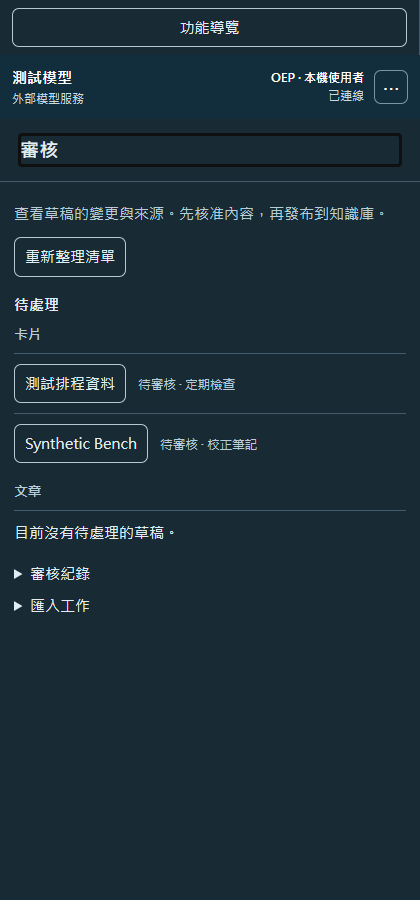 功能導覽
測試模型
外部模型服務
OEP · 本機使用者
已連線
...
審核
查看草稿的變更與來源。先核准內容，再發布到知識庫。
重新整理清單
待處理
卡片
測試排程資料 待審核 · 定期檢查
Synthetic Bench 待審核 · 校正筆記
文章
目前沒有待處理的草稿。
審核紀錄
匯入工作